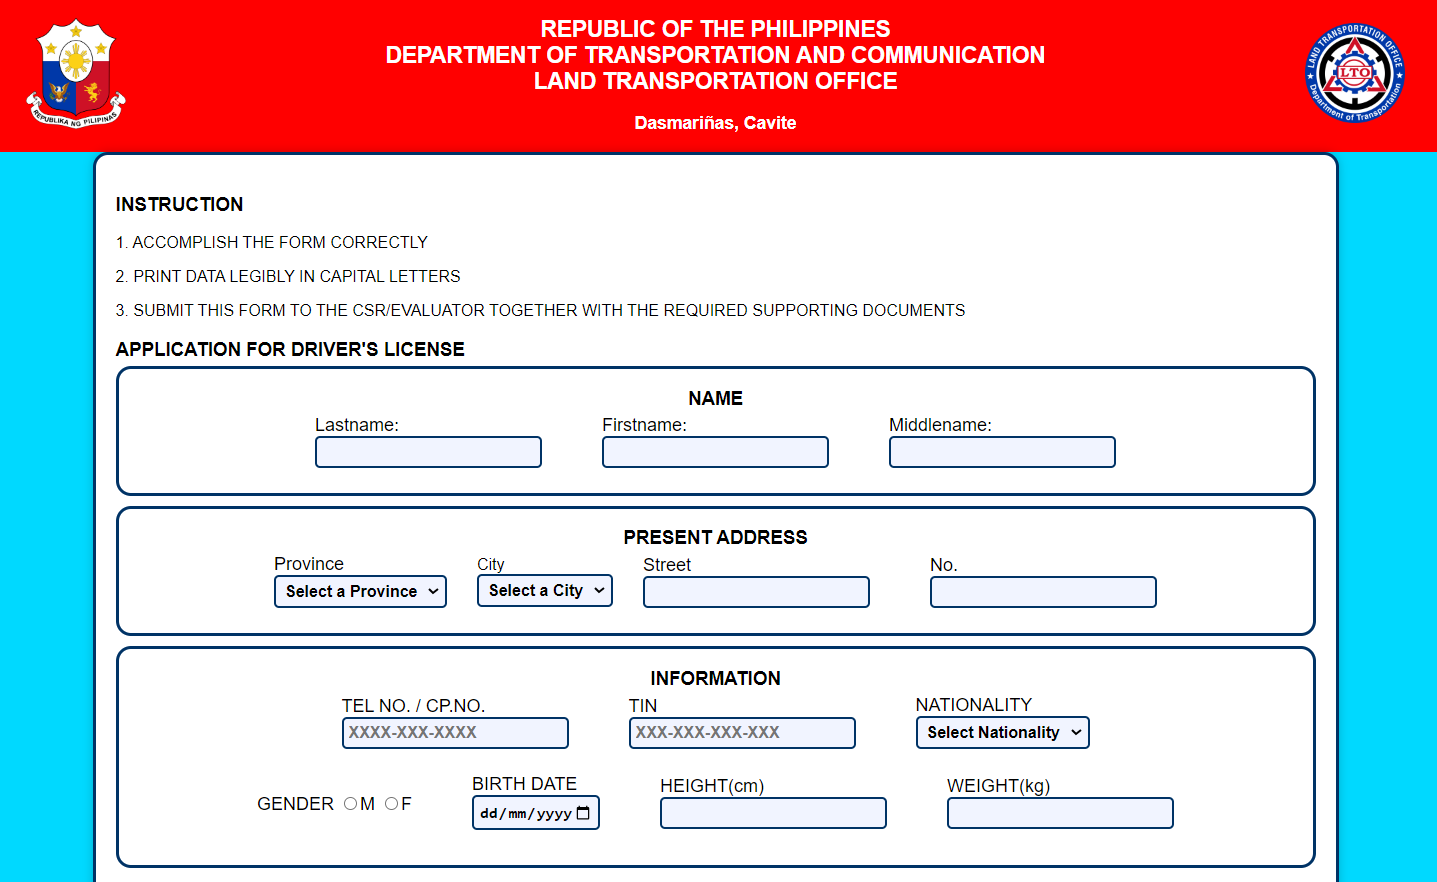 REPUBLIC OF THE PHILIPPINES
DEPARTMENT OF TRANSPORTATION AND COMMUNICATION
LAND TRANSPORTATION OFFICE
Dasmariñas, Cavite
REPUBLIKA NG PILIPINAS
LAND TRANSPORTATION OFFICE
LTO
Department of Transportation
INSTRUCTION
1. ACCOMPLISH THE FORM CORRECTLY
2. PRINT DATA LEGIBLY IN CAPITAL LETTERS
3. SUBMIT THIS FORM TO THE CSR/EVALUATOR TOGETHER WITH THE REQUIRED SUPPORTING DOCUMENTS
APPLICATION FOR DRIVER'S LICENSE
NAME
Lastname: Firstname: Middlename:
PRESENT ADDRESS
Province City Street No.
Select a Province Select a City
INFORMATION
TEL NO. / CP.NO. TIN NATIONALITY
XXXX-XXX-XXXX XXX-XXX-XXX-XXX Select Nationality
BIRTH DATE HEIGHT(cm) WEIGHT(kg)
GENDER M F dd/mm/yyyy